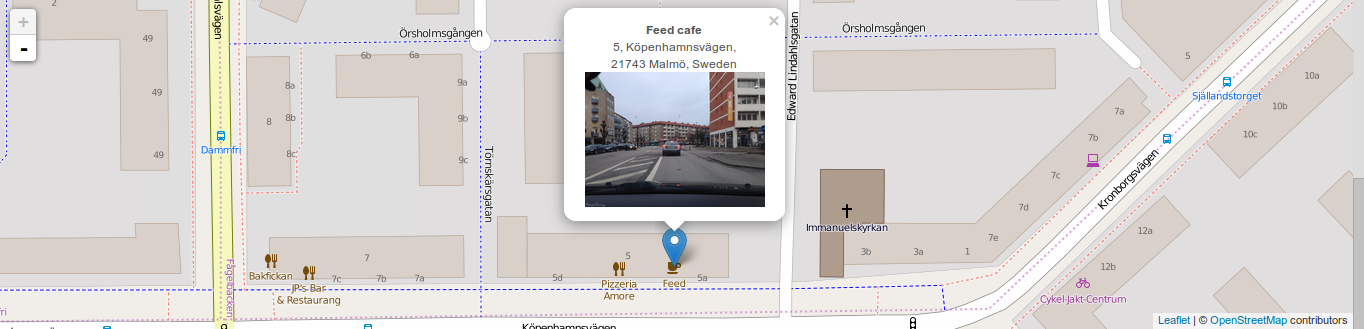 +
-
Feed cafe
5, Köpenhamnsvägen,
21743 Malmö, Sweden
×
2
49
49
49
lsvägen
Örsholmsgången
6b
6a
8a
8b
8
8c
9a
9b
9c
Dammfri
Törnskärsgatan
Edward Lindahlsgatan
Örsholmsgången
5
Själlandstorget
10a
10b
10c
7a
7b
7c
7d
7e
Kronborgsvägen
Immanuelskyrkan
3b
3a
1
12a
12b
Cykel-Jakt-Centrum
7
Bakfickan
JP's Bar
& Restaurang
7c
7b
7a
Fågelbacken
5
5d
Pizzeria
Amore
Feed
5a
fri
Köpenhamnsvägen
Leaflet | © OpenStreetMap contributors